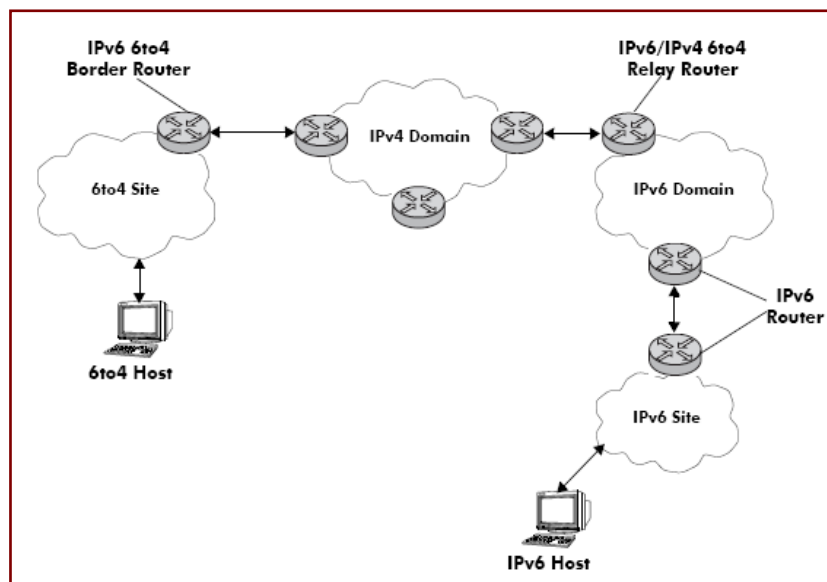 IPv6 6to4
Border Router
IPv6/IPv4 6to4
Relay Router
IPv4 Domain
6to4 Site
IPv6 Domain
IPv6
Router
6to4 Host
IPv6 Site
IPv6 Host